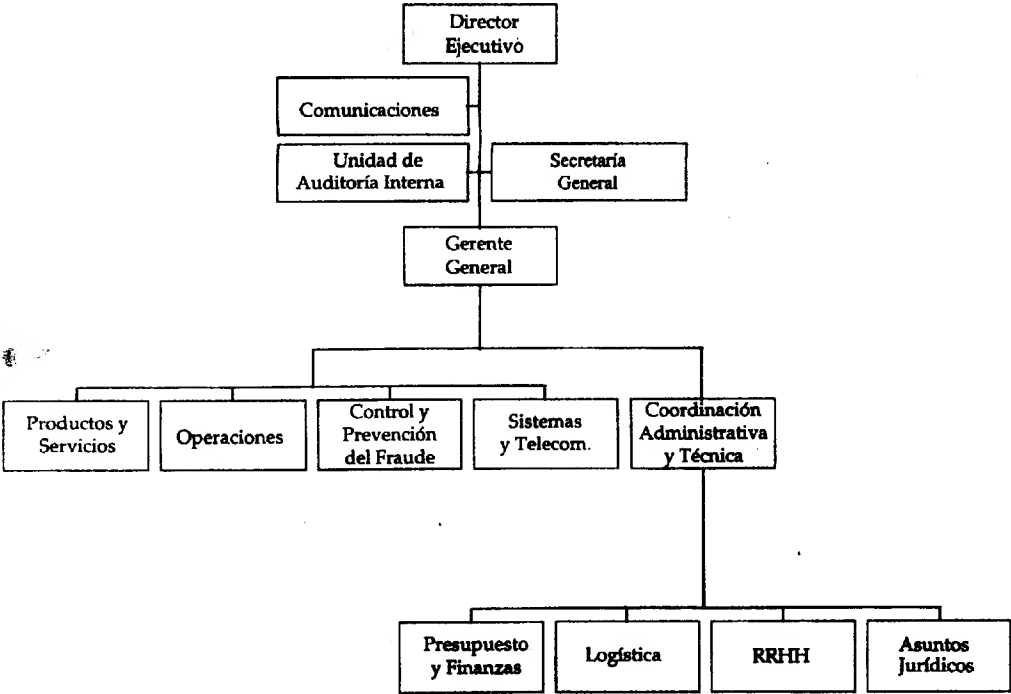 Director
Ejecutivo
Comunicaciones
Unidad de
Auditoría Interna
Secretaría
General
Gerente
General
Productos y
Servicios
Operaciones
Control y
Prevención
del Fraude
Sistemas
y Telecom.
Coordinación
Administrativa
y Técnica
Presupuesto
y Finanzas
Logística
RRHH
Asuntos
Jurídicos